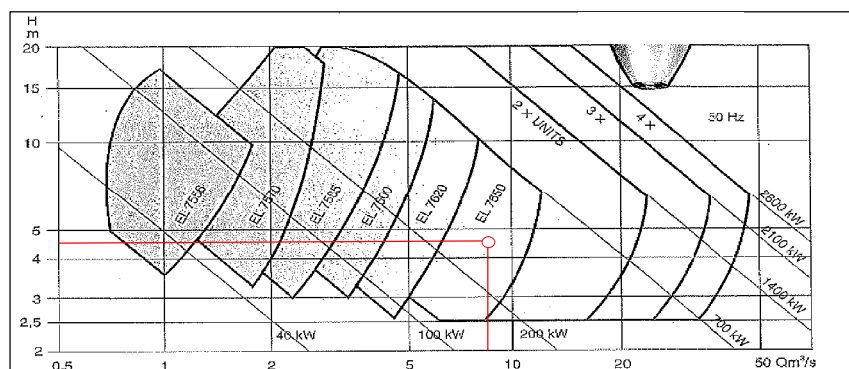 H
m
20
15
10
5
4
3
2,5
2
0.5
1
2
5
10
20
50 Qm³/s
EL 7556
EL 7570
EL 7585
EL 7600
EL 7620
EL 7650
2 × UNITS
3 ×
4 ×
50 Hz
2800 kW
2100 kW
1400 kW
700 kW
40 kW
100 kW
200 kW